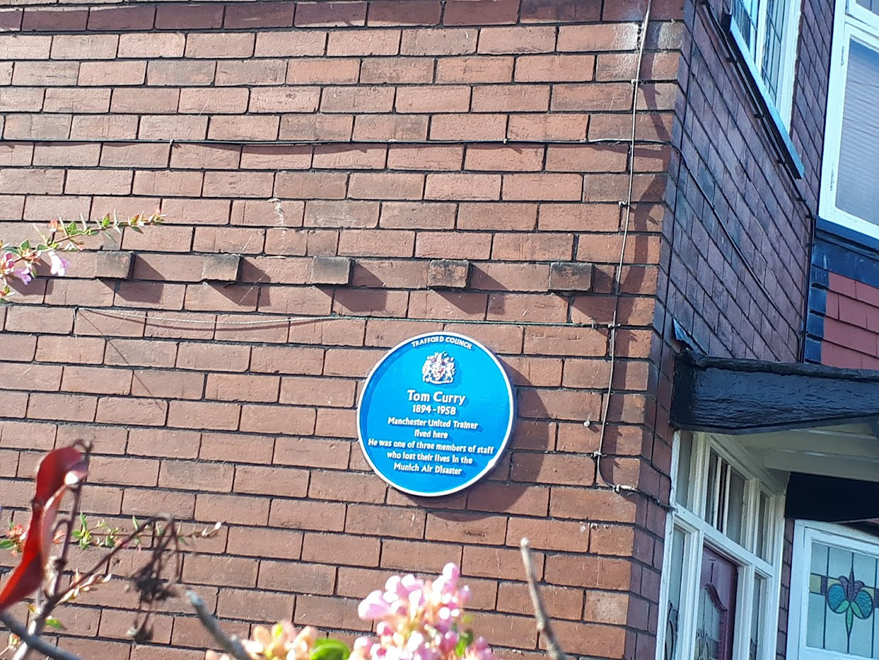 TRAFFORD COUNCIL
Tom Curry
1894 - 1958
Manchester United Trainer
lived here
He was one of three members of staff
who lost their lives in the
Munich Air Disaster